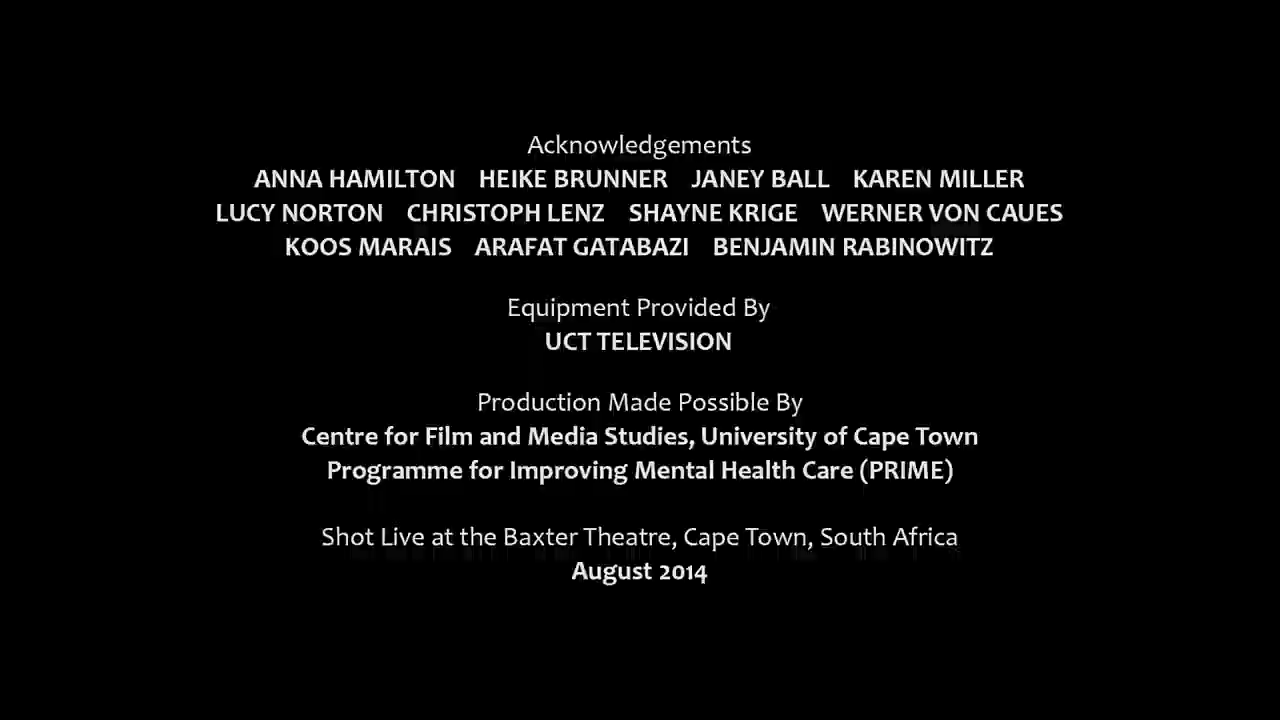 Acknowledgements
ANNA HAMILTON HEIKE BRUNNER JANEY BALL KAREN MILLER
LUCY NORTON CHRISTOPH LENZ SHAYNE KRIGE WERNER VON CAUES
KOOS MARAIS ARAFAT GATABAZI BENJAMIN RABINOWITZ
Equipment Provided By
UCT TELEVISION
Production Made Possible By
Centre for Film and Media Studies, University of Cape Town
Programme for Improving Mental Health Care (PRIME)
Shot Live at the Baxter Theatre, Cape Town, South Africa
August 2014